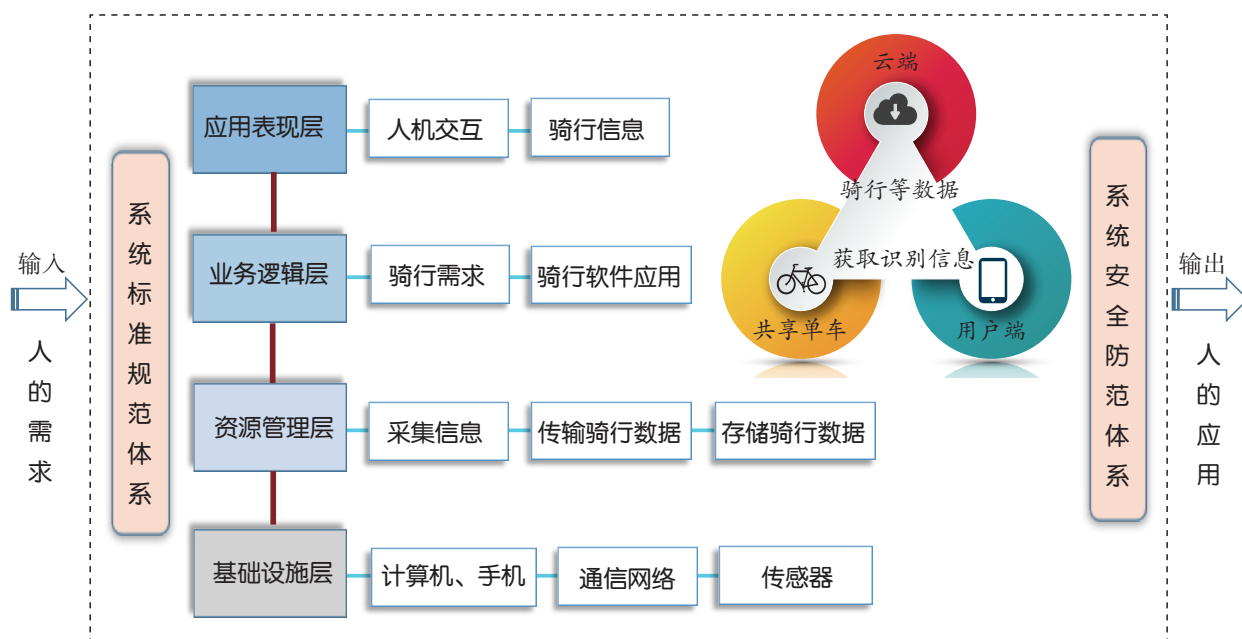 输入
人的需求
系统标准规范体系
应用表现层
人机交互
骑行信息
业务逻辑层
骑行需求
骑行软件应用
资源管理层
采集信息
传输骑行数据
存储骑行数据
基础设施层
计算机、手机
通信网络
传感器
云端
骑行等数据
获取识别信息
共享单车
用户端
系统安全防范体系
输出
人的应用